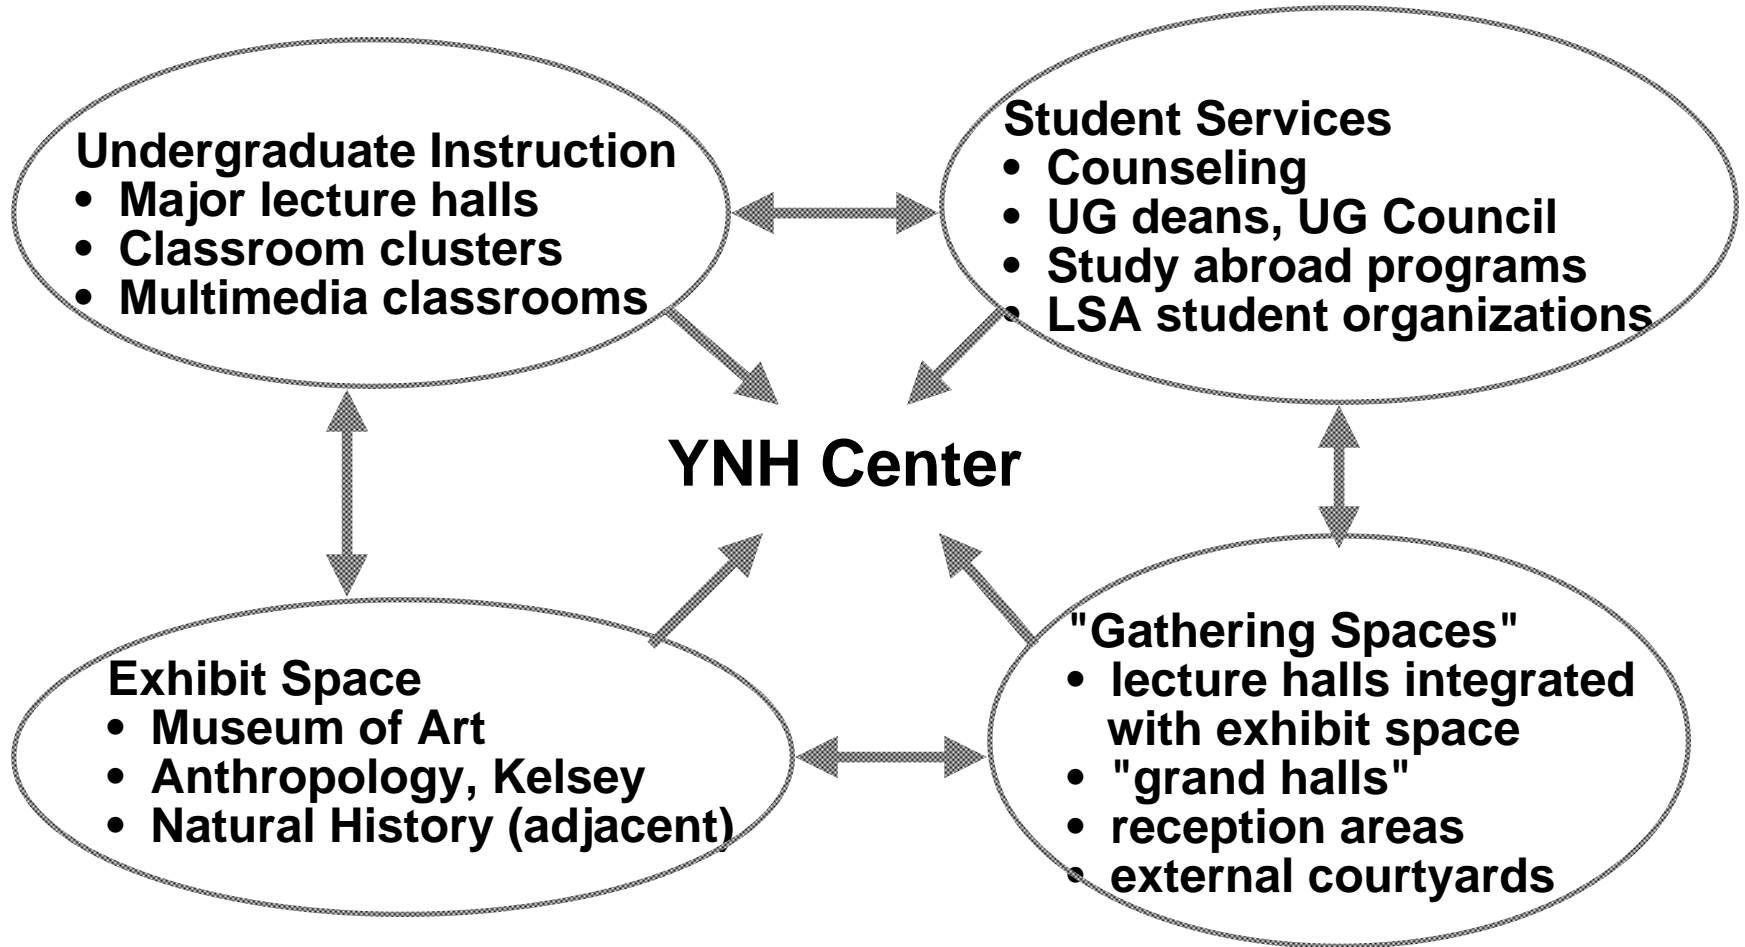 Undergraduate Instruction
• Major lecture halls
• Classroom clusters
• Multimedia classrooms
Student Services
• Counseling
• UG deans, UG Council
• Study abroad programs
• LSA student organizations
YNH Center
Exhibit Space
• Museum of Art
• Anthropology, Kelsey
• Natural History (adjacent)
"Gathering Spaces"
• lecture halls integrated
with exhibit space
• "grand halls"
• reception areas
• external courtyards